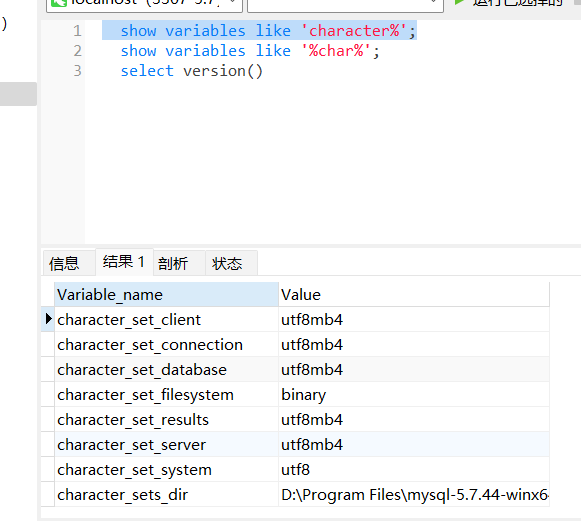 )
localhost (3307-5.7)
运行已选择的
1 show variables like 'character%';
2 show variables like '%char%';
3 select version()
信息 结果 1 剖析 状态
Variable_name Value
character_set_client utf8mb4
character_set_connection utf8mb4
character_set_database utf8mb4
character_set_filesystem binary
character_set_results utf8mb4
character_set_server utf8mb4
character_set_system utf8
character_sets_dir D:\Program Files\mysql-5.7.44-winx6